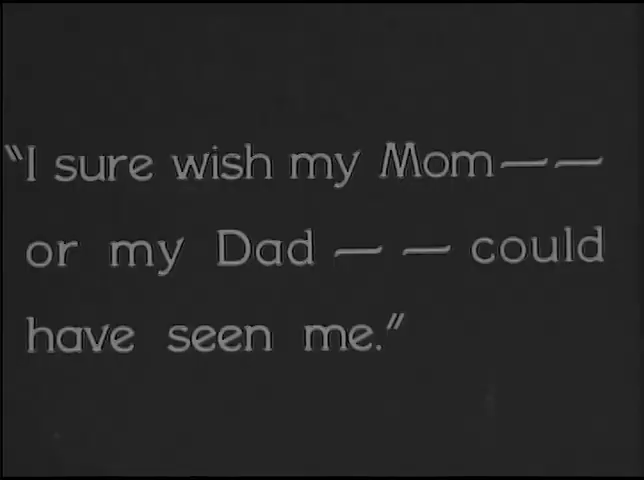 "I sure wish my Mom — —
or my Dad — — could
have seen me."